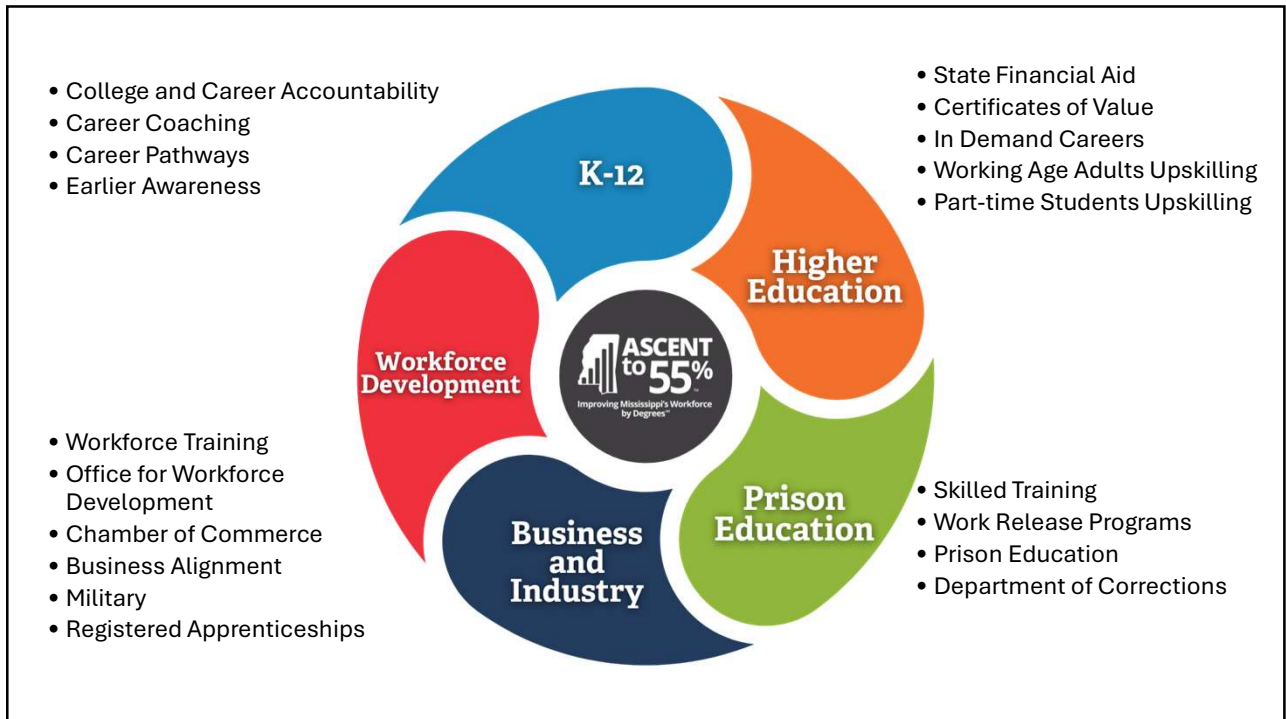 • College and Career Accountability
• Career Coaching
• Career Pathways
• Earlier Awareness
• State Financial Aid
• Certificates of Value
• In Demand Careers
• Working Age Adults Upskilling
• Part-time Students Upskilling
K-12
Higher
Education
Workforce
Development
ASCENT
to 55%
Improving Mississippi's Workforce
by Degrees℠
• Workforce Training
• Office for Workforce
Development
• Chamber of Commerce
• Business Alignment
• Military
• Registered Apprenticeships
Business
and
Industry
Prison
Education
• Skilled Training
• Work Release Programs
• Prison Education
• Department of Corrections